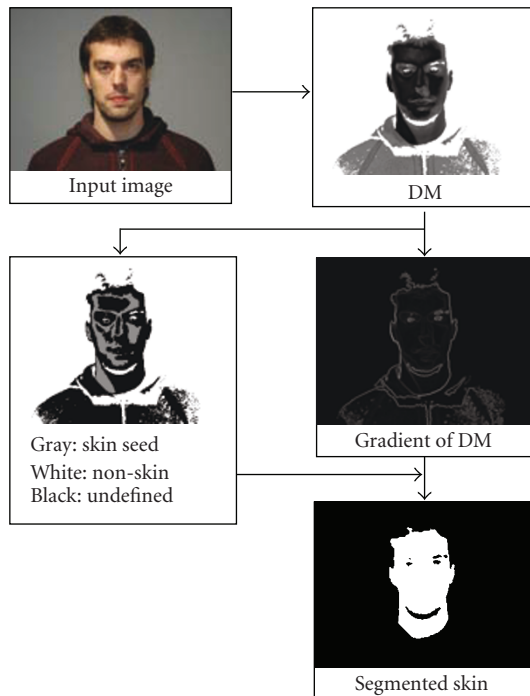 Input image
DM
Gray: skin seed
White: non-skin
Black: undefined
Gradient of DM
Segmented skin